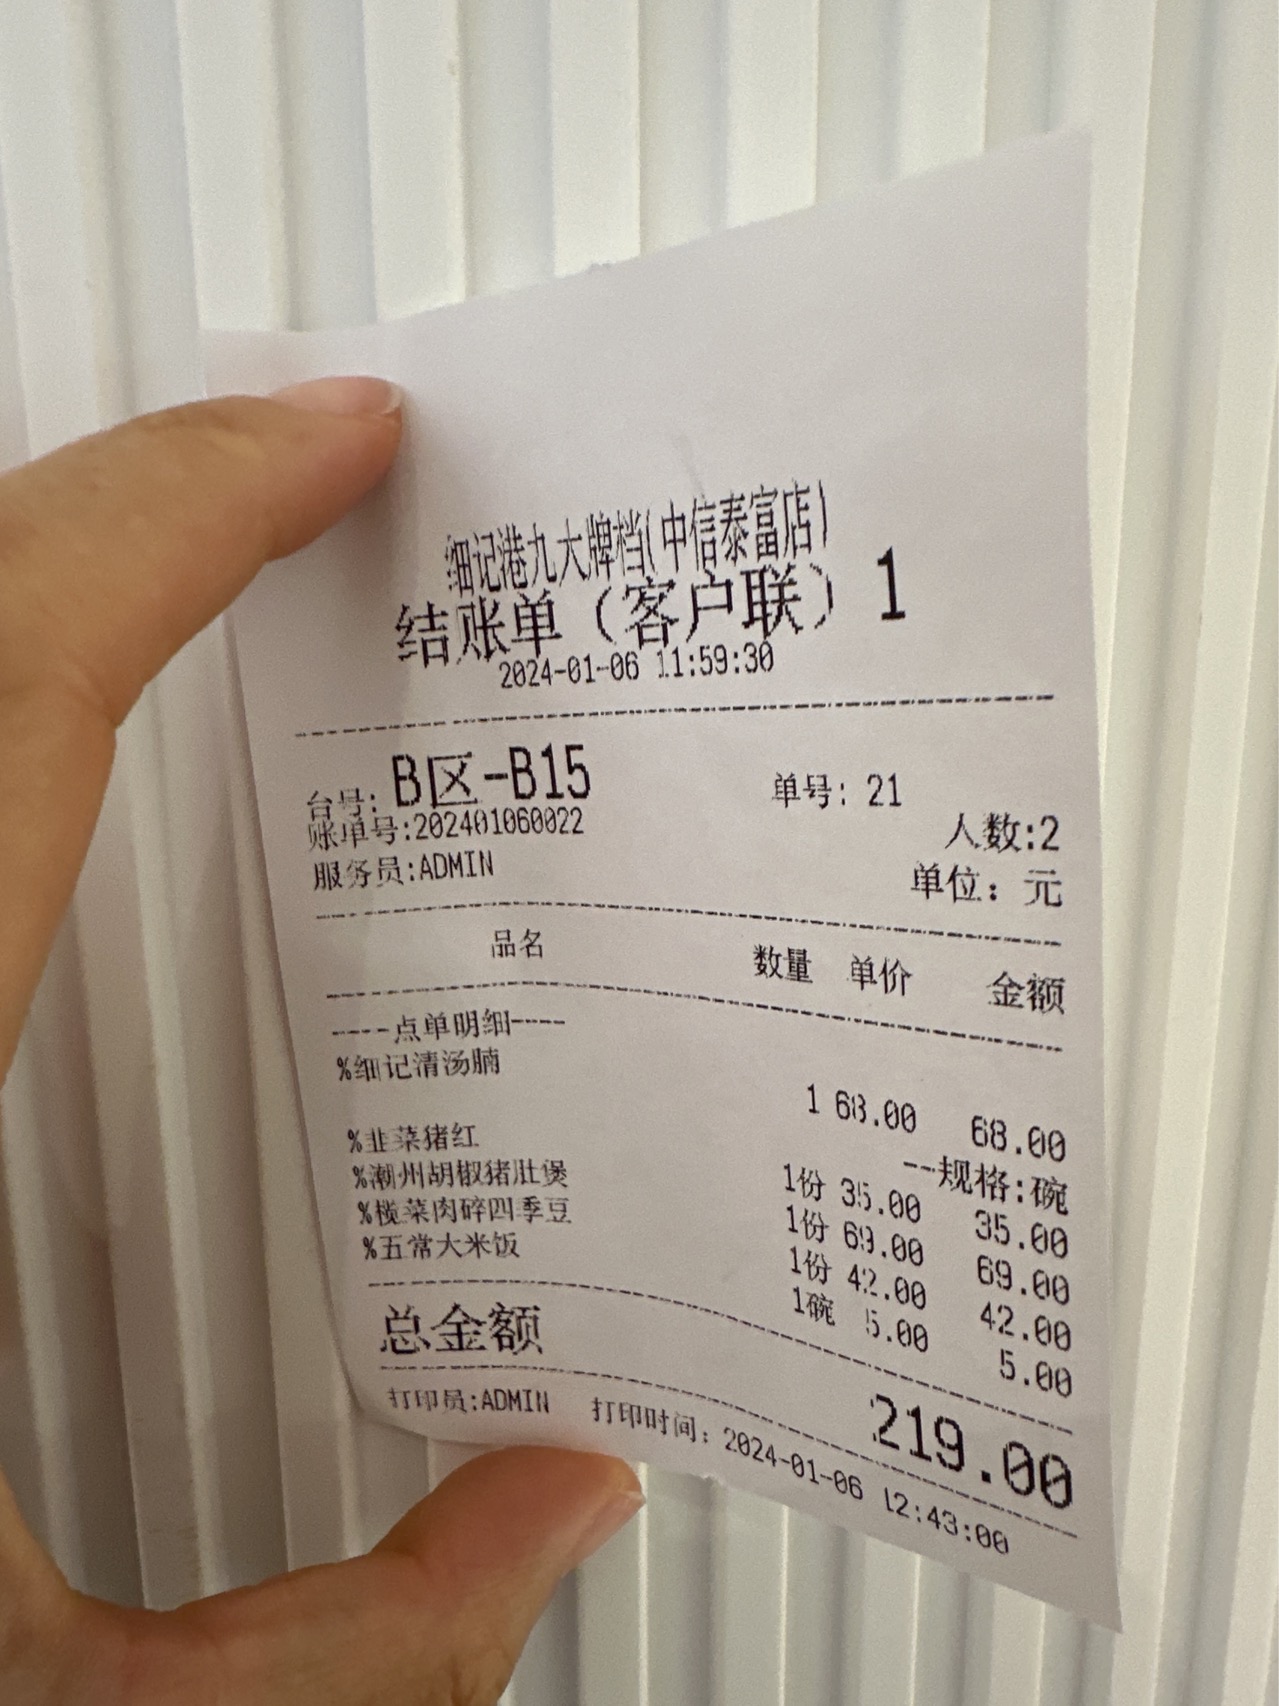 细记港九大牌档(中信泰富店)
结账单（客户联）1
2024-01-06 11:59:30
台号: B区-B15 单号: 21
账单号:202401060022 人数:2
服务员:ADMIN 单位: 元
品名 数量 单价 金额
----点单明细----
%细记清汤腩
1 68.00 68.00
--规格:碗
%韭菜猪红 1份 35.00 35.00
%潮州胡椒猪肚煲 1份 69.00 69.00
%榄菜肉碎四季豆 1份 42.00 42.00
%五常大米饭 1碗 5.00 5.00
总金额 219.00
打印员:ADMIN 打印时间: 2024-01-06 12:43:00